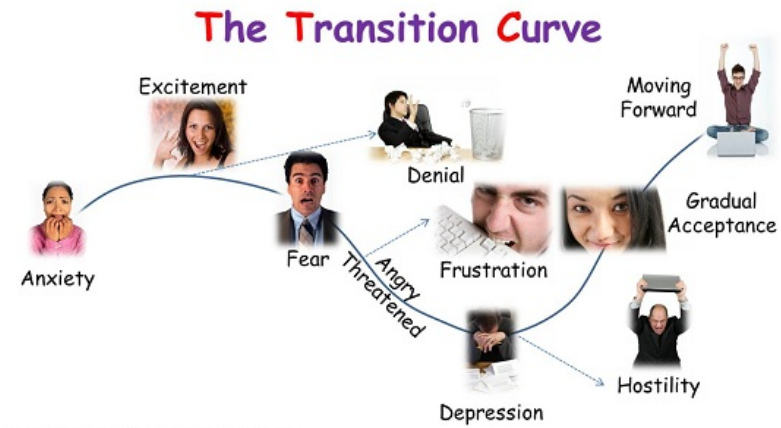 The Transition Curve
Excitement
Moving
Forward
Denial
Gradual
Acceptance
Anxiety
Fear
Angry
Threatened
Frustration
Hostility
Depression